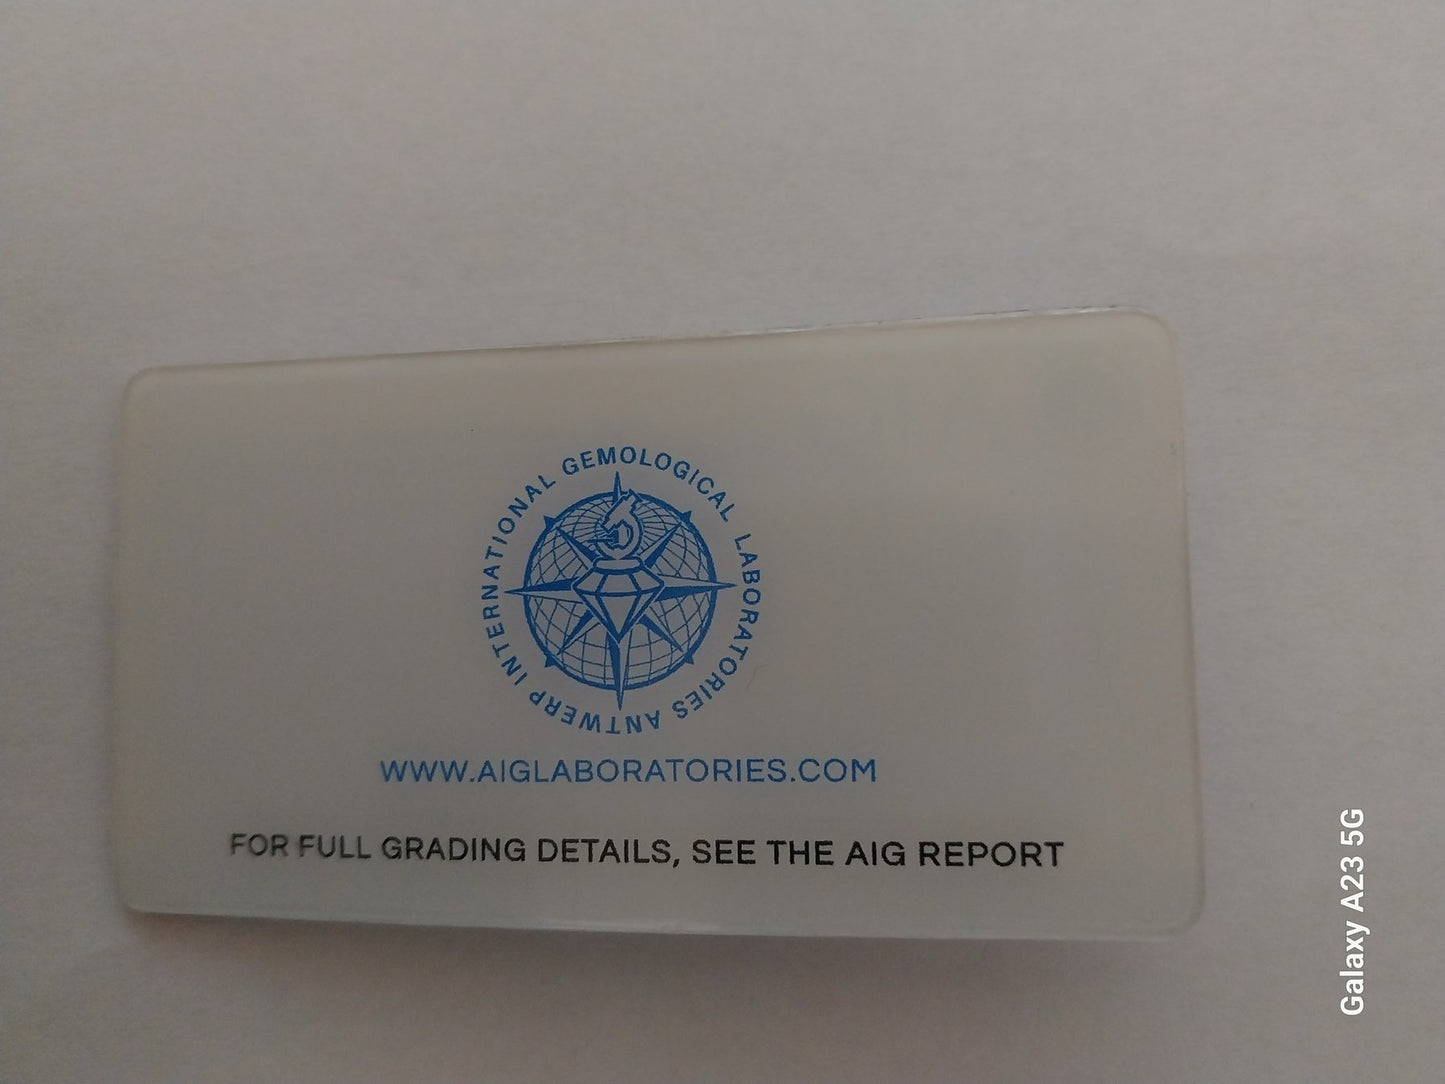 INTERNATIONAL GEMOLOGICAL LABORATORIES ANTWERP
WWW.AIGLABORATORIES.COM
FOR FULL GRADING DETAILS, SEE THE AIG REPORT
Galaxy A23 5G